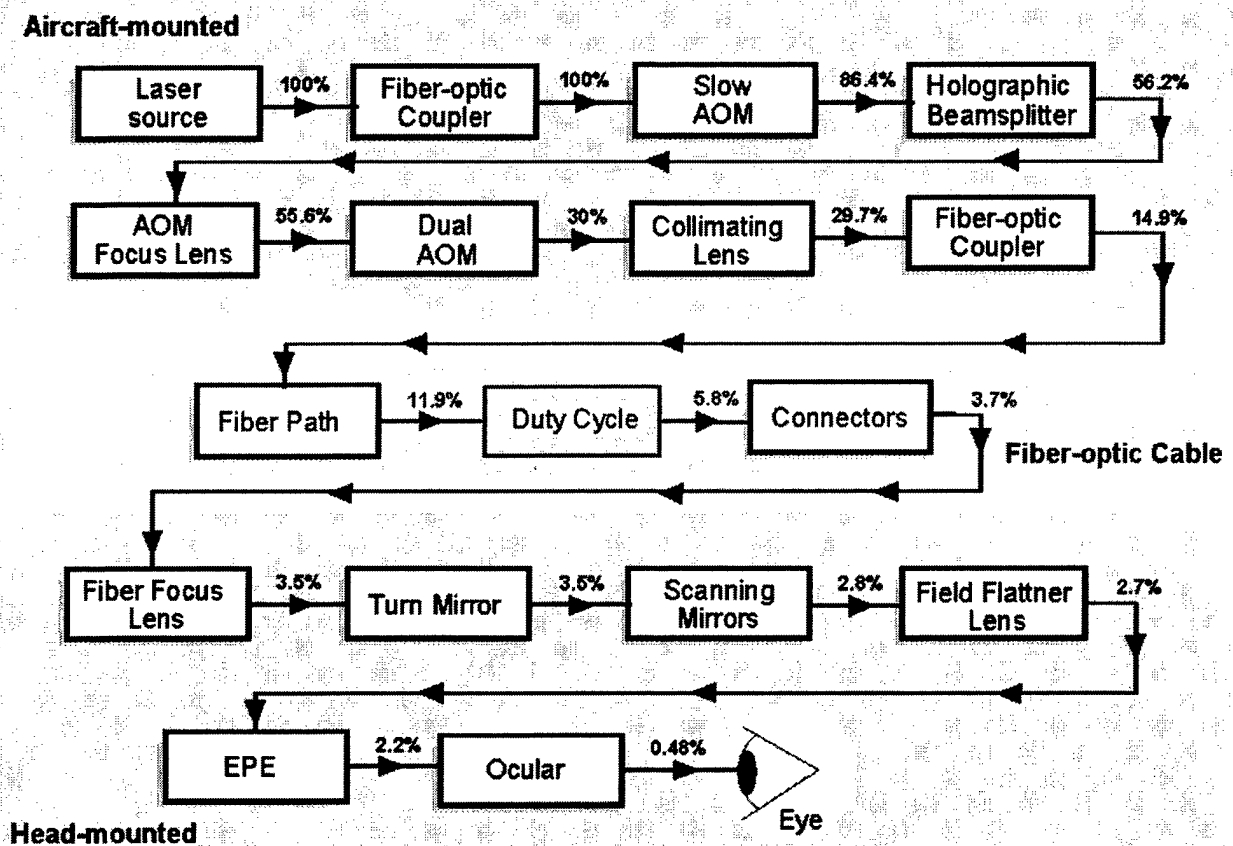 Aircraft-mounted
Laser
source
100%
Fiber-optic
Coupler
100%
Slow
AOM
86.4%
Holographic
Beamsplitter
56.2%
AOM
Focus Lens
55.6%
Dual
AOM
30%
Collimating
Lens
29.7%
Fiber-optic
Coupler
14.9%
Fiber Path
11.9%
Duty Cycle
5.8%
Connectors
3.7%
Fiber-optic Cable
Fiber Focus
Lens
3.5%
Turn Mirror
3.5%
Scanning
Mirrors
2.8%
Field Flattner
Lens
2.7%
EPE
2.2%
Ocular
0.48%
Eye
Head-mounted